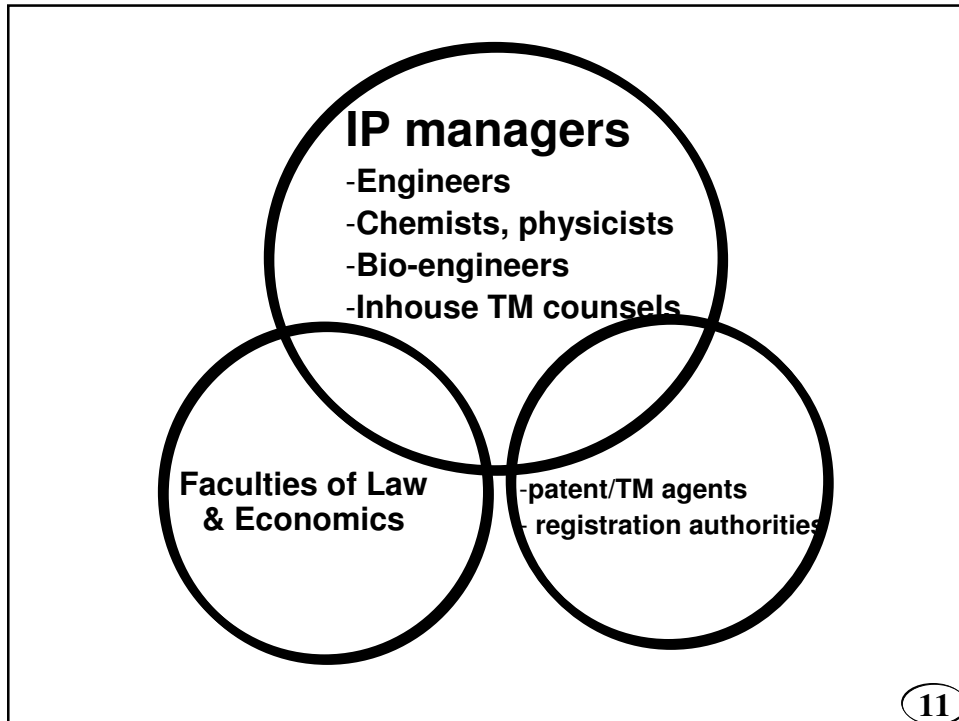 IP managers
-Engineers
-Chemists, physicists
-Bio-engineers
-Inhouse TM counsels
Faculties of Law
& Economics
-patent/TM agents
- registration authorities
11